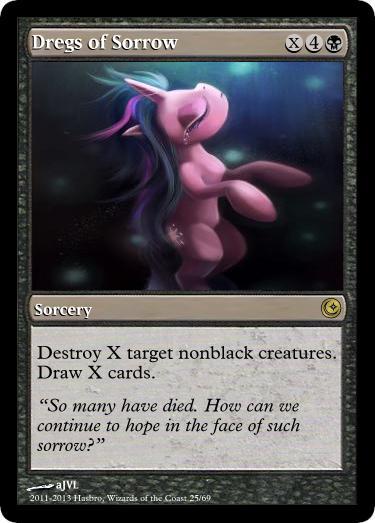 Dregs of Sorrow X4
Sorcery
Destroy X target nonblack creatures.
Draw X cards.
“So many have died. How can we
continue to hope in the face of such
sorrow?”
aJVL
2011-2013 Hasbro, Wizards of the Coast 25/69